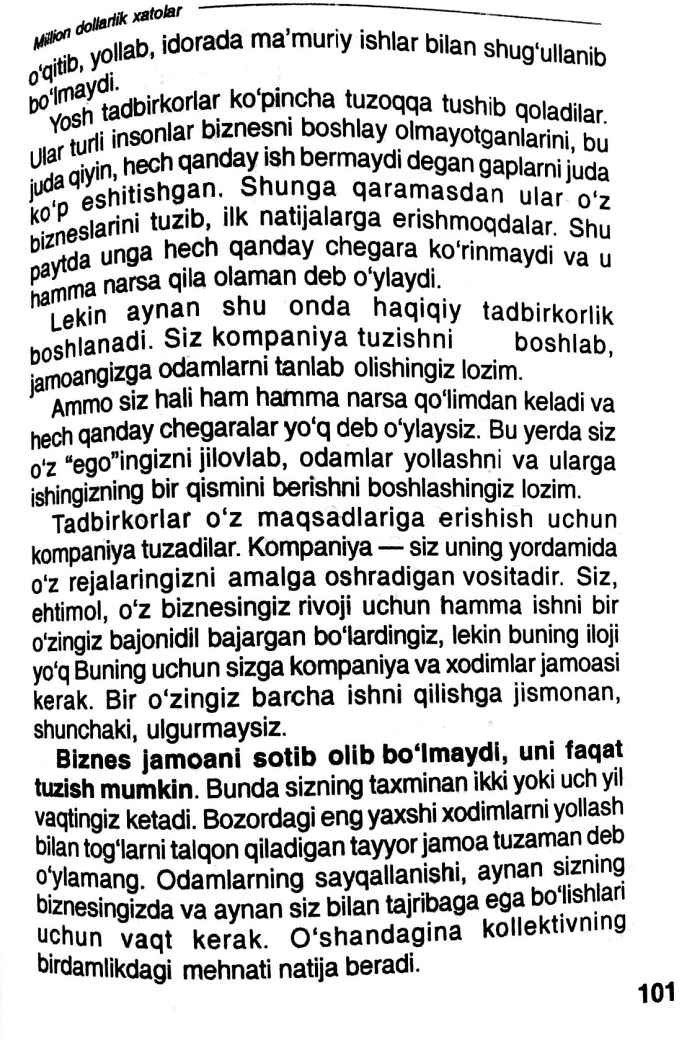 Million dollarlik xatolar
o‘qitib, yollab, idorada ma’muriy ishlar bilan shug‘ullanib
bo‘lmaydi.
Yosh tadbirkorlar ko‘pincha tuzoqqa tushib qoladilar.
Ular turli insonlar biznesni boshlay olmayotganlarini, bu
juda qiyin, hech qanday ish bermaydi degan gaplarni juda
ko‘p eshitishgan. Shunga qaramasdan ular o‘z
bizneslarini tuzib, ilk natijalarga erishmoqdalar. Shu
paytda unga hech qanday chegara ko‘rinmaydi va u
hamma narsa qila olaman deb o‘ylaydi.
Lekin aynan shu onda haqiqiy tadbirkorlik
boshlanadi. Siz kompaniya tuzishni boshlab,
jamoangizga odamlarni tanlab olishingiz lozim.
Ammo siz hali ham hamma narsa qo‘limdan keladi va
hech qanday chegaralar yo‘q deb o‘ylaysiz. Bu yerda siz
o‘z “ego”ingizni jilovlab, odamlar yollashni va ularga
ishingizning bir qismini berishni boshlashingiz lozim.
Tadbirkorlar o‘z maqsadlariga erishish uchun
kompaniya tuzadilar. Kompaniya — siz uning yordamida
o‘z rejalaringizni amalga oshradigan vositadir. Siz,
ehtimol, o‘z biznesingiz rivoji uchun hamma ishni bir
o‘zingiz bajonidil bajargan bo‘lardingiz, lekin buning iloji
yo‘q Buning uchun sizga kompaniya va xodimlar jamoasi
kerak. Bir o‘zingiz barcha ishni qilishga jismonan,
shunchaki, ulgurmaysiz.
Biznes jamoani sotib olib bo‘lmaydi, uni faqat
tuzish mumkin. Bunda sizning taxminan ikki yoki uch yil
vaqtingiz ketadi. Bozordagi eng yaxshi xodimlarni yollash
bilan tog‘larni talqon qiladigan tayyor jamoa tuzaman deb
o‘ylamang. Odamlarning sayqallanishi, aynan sizning
biznesingizda va aynan siz bilan tajribaga ega bo‘lishlari
uchun vaqt kerak. O‘shandagina kollektivning
birdamlikdagi mehnati natija beradi.
101